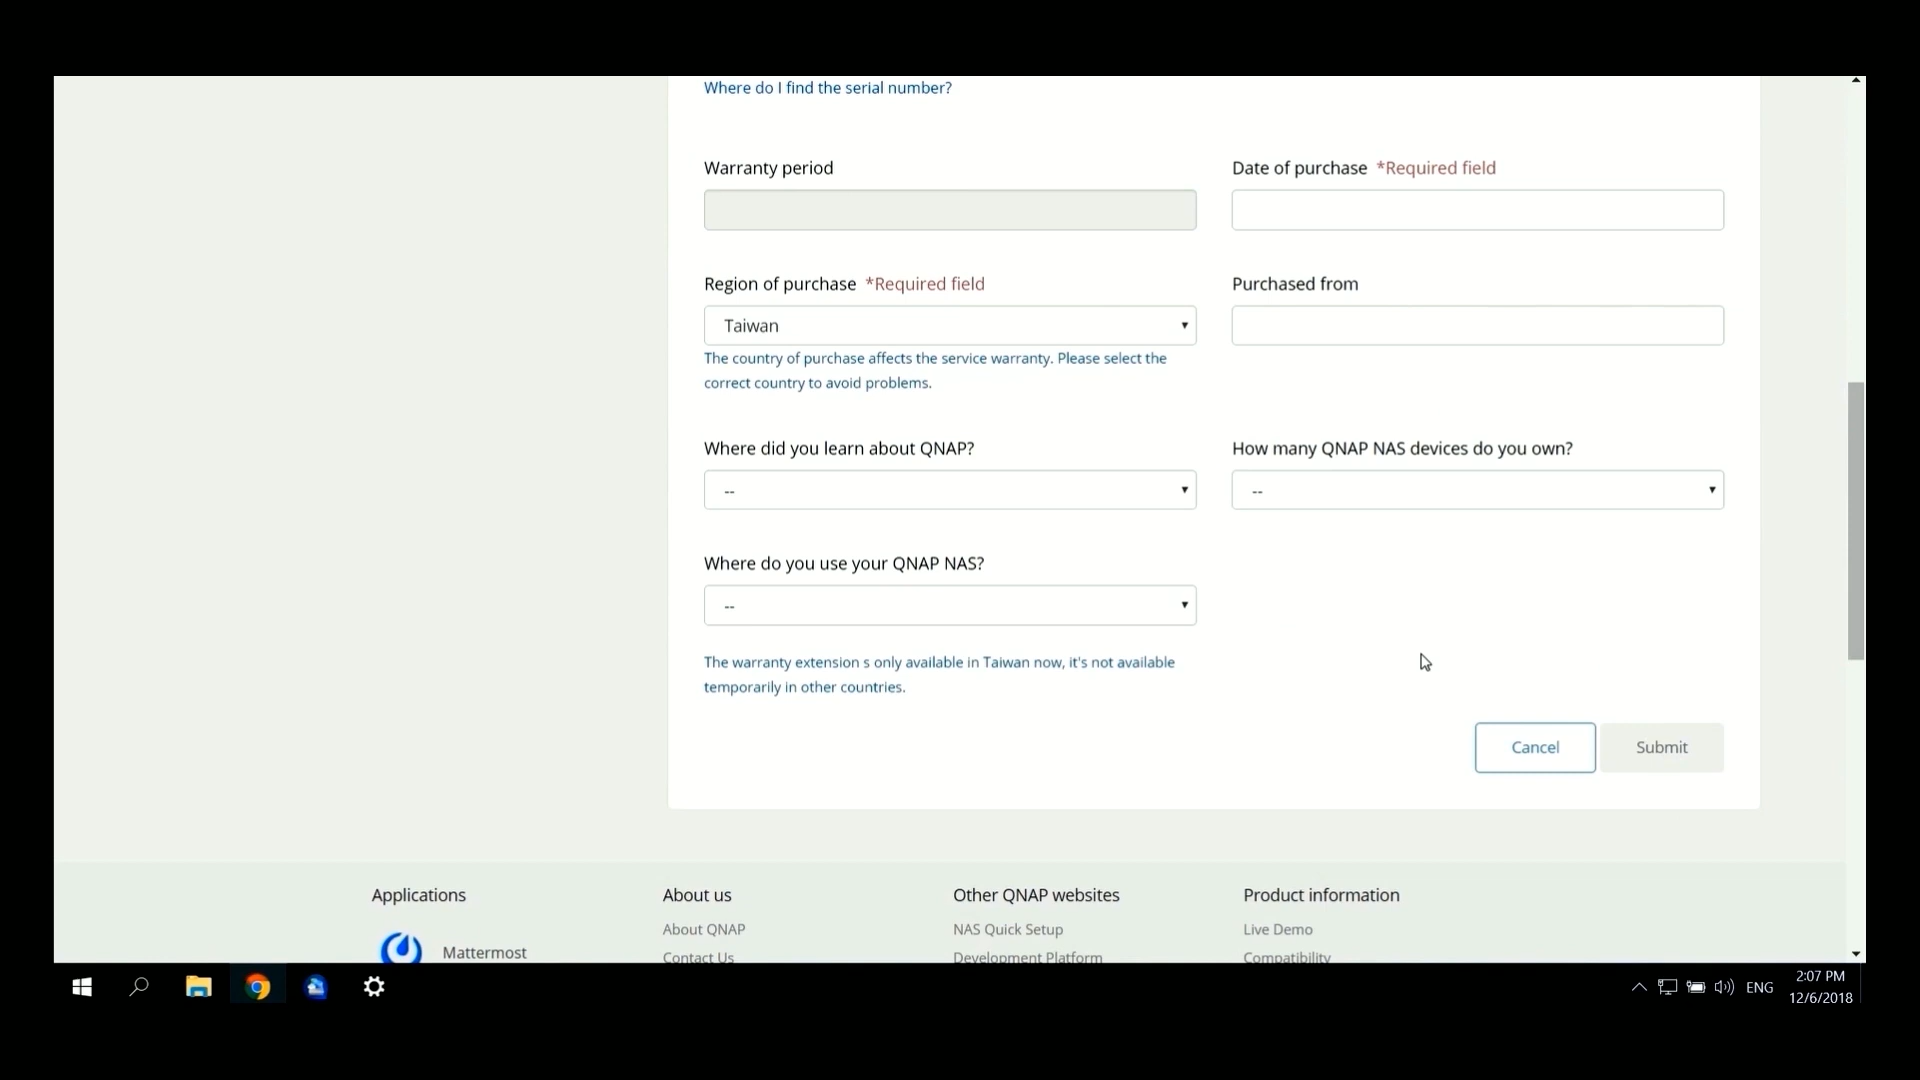 Where do I find the serial number?
Warranty period
Date of purchase *Required field
Region of purchase *Required field
Purchased from
Taiwan
The country of purchase affects the service warranty. Please select the
correct country to avoid problems.
Where did you learn about QNAP?
How many QNAP NAS devices do you own?
--
--
Where do you use your QNAP NAS?
--
The warranty extension s only available in Taiwan now, it's not available
temporarily in other countries.
Cancel
Submit
Applications
About us
Other QNAP websites
Product information
About QNAP
NAS Quick Setup
Live Demo
Mattermost
Contact Us
Development Platform
Compatibility
ENG
2:07 PM
12/6/2018